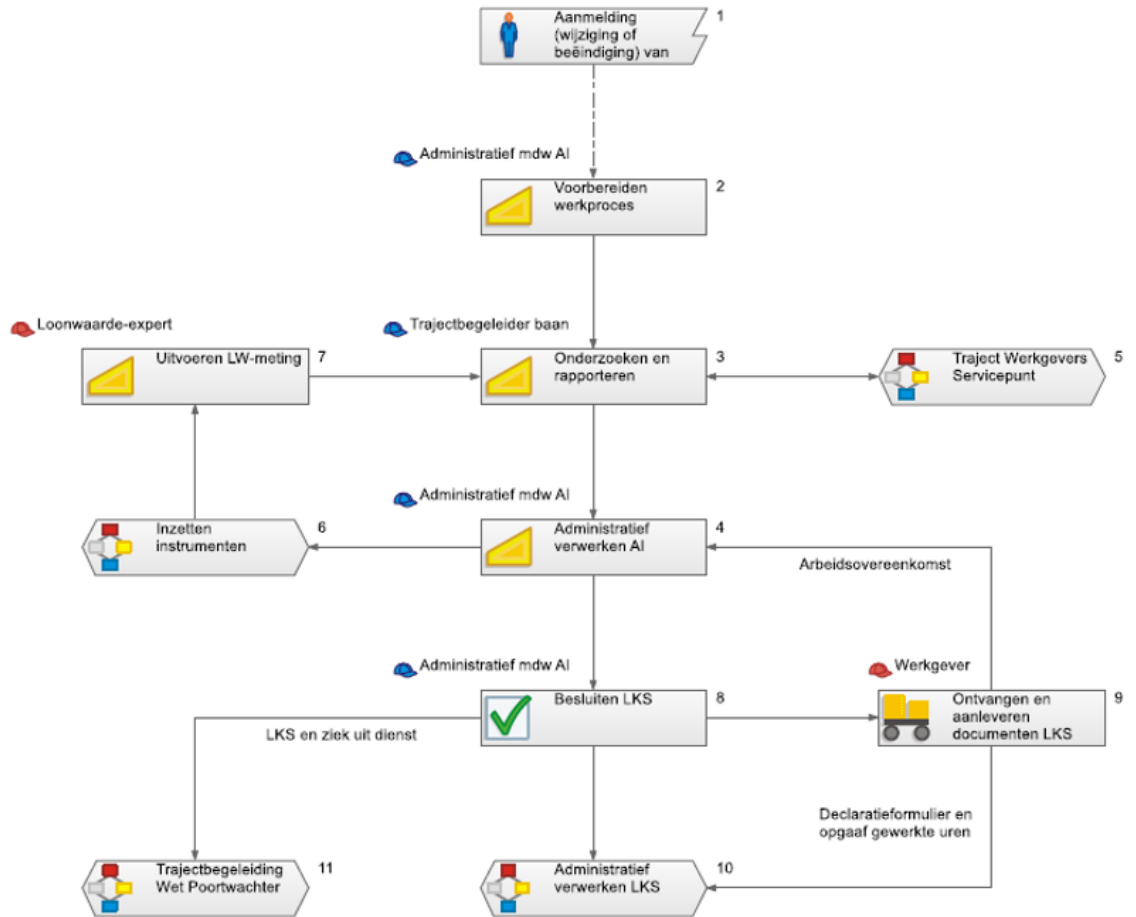 Aanmelding
(wijziging of
beëindiging) van
1
Administratief mdw AI
Voorbereiden
werkproces
2
Loonwaarde-expert
Trajectbegeleider baan
Uitvoeren LW-meting
7
Onderzoeken en
rapporteren
3
Traject Werkgevers
Servicepunt
5
Administratief mdw AI
Inzetten
instrumenten
6
Administratief
verwerken AI
4
Arbeidsovereenkomst
Administratief mdw AI
Werkgever
Besluiten LKS
8
Ontvangen en
aanleveren
documenten LKS
9
LKS en ziek uit dienst
Declaratieformulier en
opgaaf gewerkte uren
Trajectbegeleiding
Wet Poortwachter
11
Administratief
verwerken LKS
10